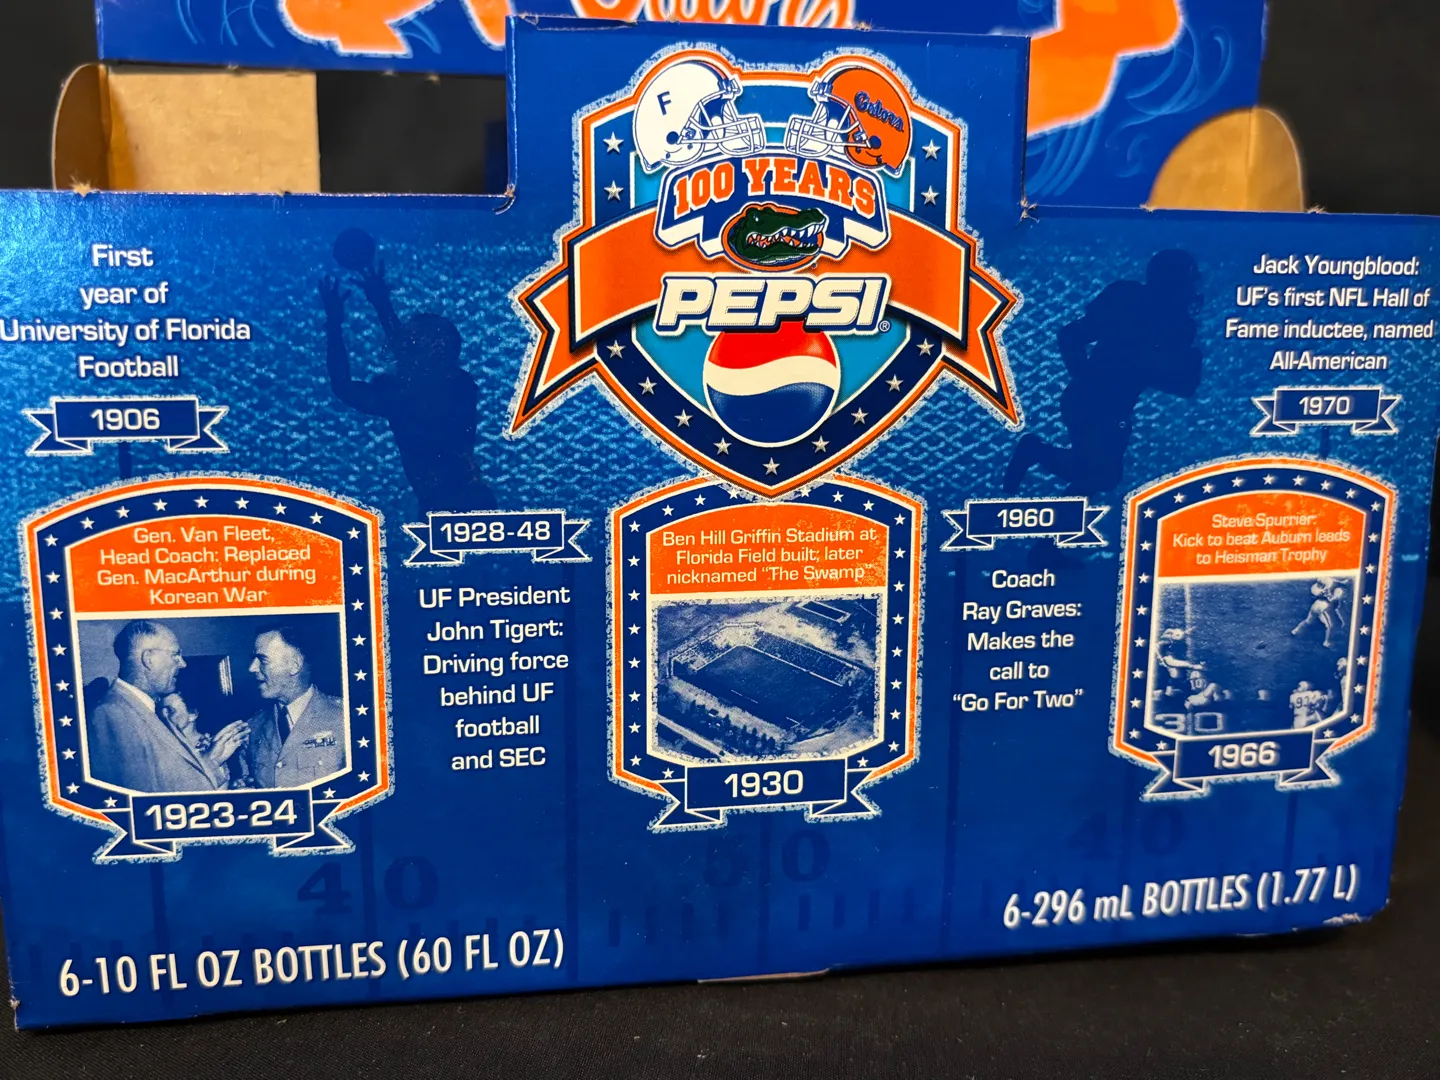 F
Gators
100 YEARS
PEPSI®
First
year of
University of Florida
Football
1906
Gen. Van Fleet,
Head Coach: Replaced
Gen. MacArthur during
Korean War
1923-24
1928-48
UF President
John Tigert:
Driving force
behind UF
football
and SEC
Ben Hill Griffin Stadium at
Florida Field built; later
nicknamed "The Swamp"
1930
1960
Coach
Ray Graves:
Makes the
call to
"Go For Two"
Steve Spurrier:
Kick to beat Auburn leads
to Heisman Trophy
30
1966
Jack Youngblood:
UF's first NFL Hall of
Fame inductee, named
All-American
1970
40
50
40
6-10 FL OZ BOTTLES (60 FL OZ)
6-296 mL BOTTLES (1.77 L)